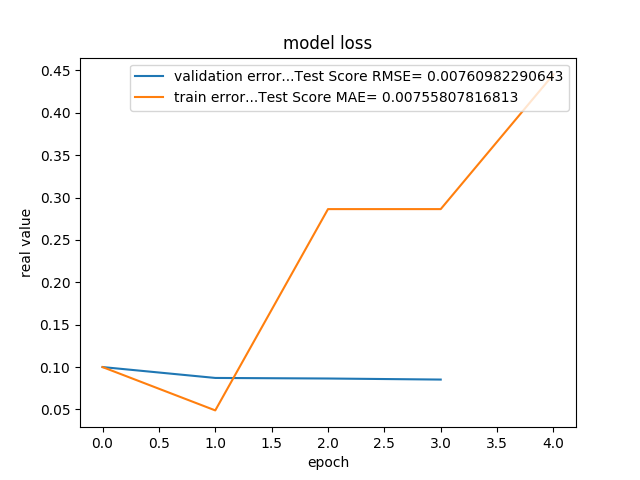 model loss
validation error...Test Score RMSE= 0.00760982290643
train error...Test Score MAE= 0.00755807816813
real value
0.45
0.40
0.35
0.30
0.25
0.20
0.15
0.10
0.05
0.0 0.5 1.0 1.5 2.0 2.5 3.0 3.5 4.0
epoch